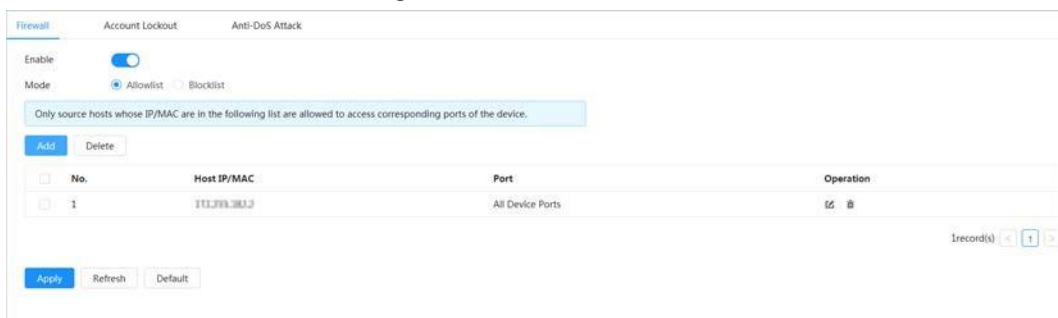 Firewall Account Lockout Anti-DoS Attack
Enable
Mode Allowlist Blocklist
Only source hosts whose IP/MAC are in the following list are allowed to access corresponding ports of the device.
Add Delete
No. Host IP/MAC Port Operation
1 All Device Ports
1record(s) < 1 >
Apply Refresh Default